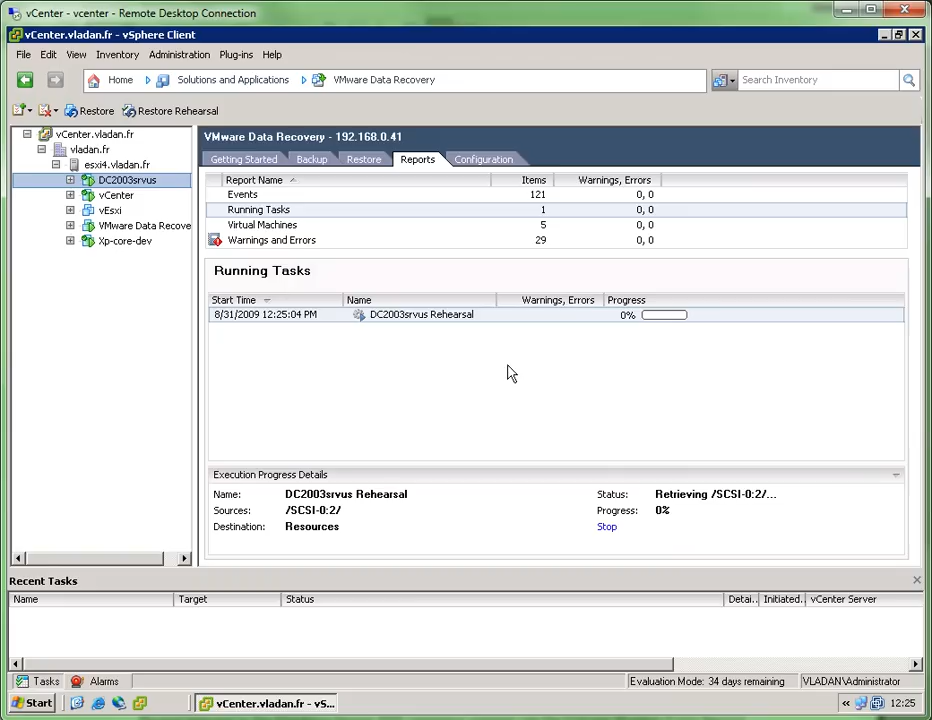 vCenter - vcenter - Remote Desktop Connection
vCenter.vladan.fr - vSphere Client
File Edit View Inventory Administration Plug-ins Help
Home Solutions and Applications VMware Data Recovery Search Inventory
Restore Restore Rehearsal
vCenter.vladan.fr
vladan.fr
esxi4.vladan.fr
DC2003srvus
vCenter
vEsxi
VMware Data Recove
Xp-core-dev
VMware Data Recovery - 192.168.0.41
Getting Started Backup Restore Reports Configuration
Report Name Items Warnings, Errors
Events 121 0, 0
Running Tasks 1 0, 0
Virtual Machines 5 0, 0
Warnings and Errors 29 0, 0
Running Tasks
Start Time Name Warnings, Errors Progress
8/31/2009 12:25:04 PM DC2003srvus Rehearsal 0%
Execution Progress Details
Name: DC2003srvus Rehearsal Status: Retrieving /SCSI-0:2/...
Sources: /SCSI-0:2/ Progress: 0%
Destination: Resources Stop
Recent Tasks
Name Target Status Detai.. Initiated.. vCenter Server
Tasks Alarms Evaluation Mode: 34 days remaining VLADAN\Administrator
Start vCenter.vladan.fr - vS... « 12:25